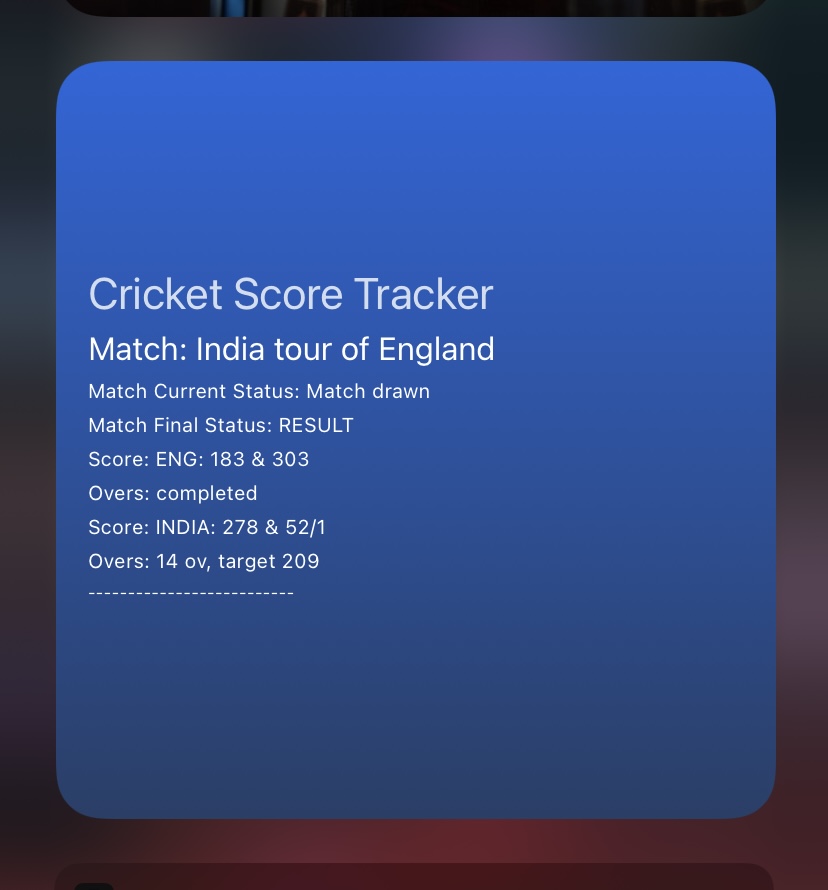 Cricket Score Tracker
Match: India tour of England
Match Current Status: Match drawn
Match Final Status: RESULT
Score: ENG: 183 & 303
Overs: completed
Score: INDIA: 278 & 52/1
Overs: 14 ov, target 209
--------------------------